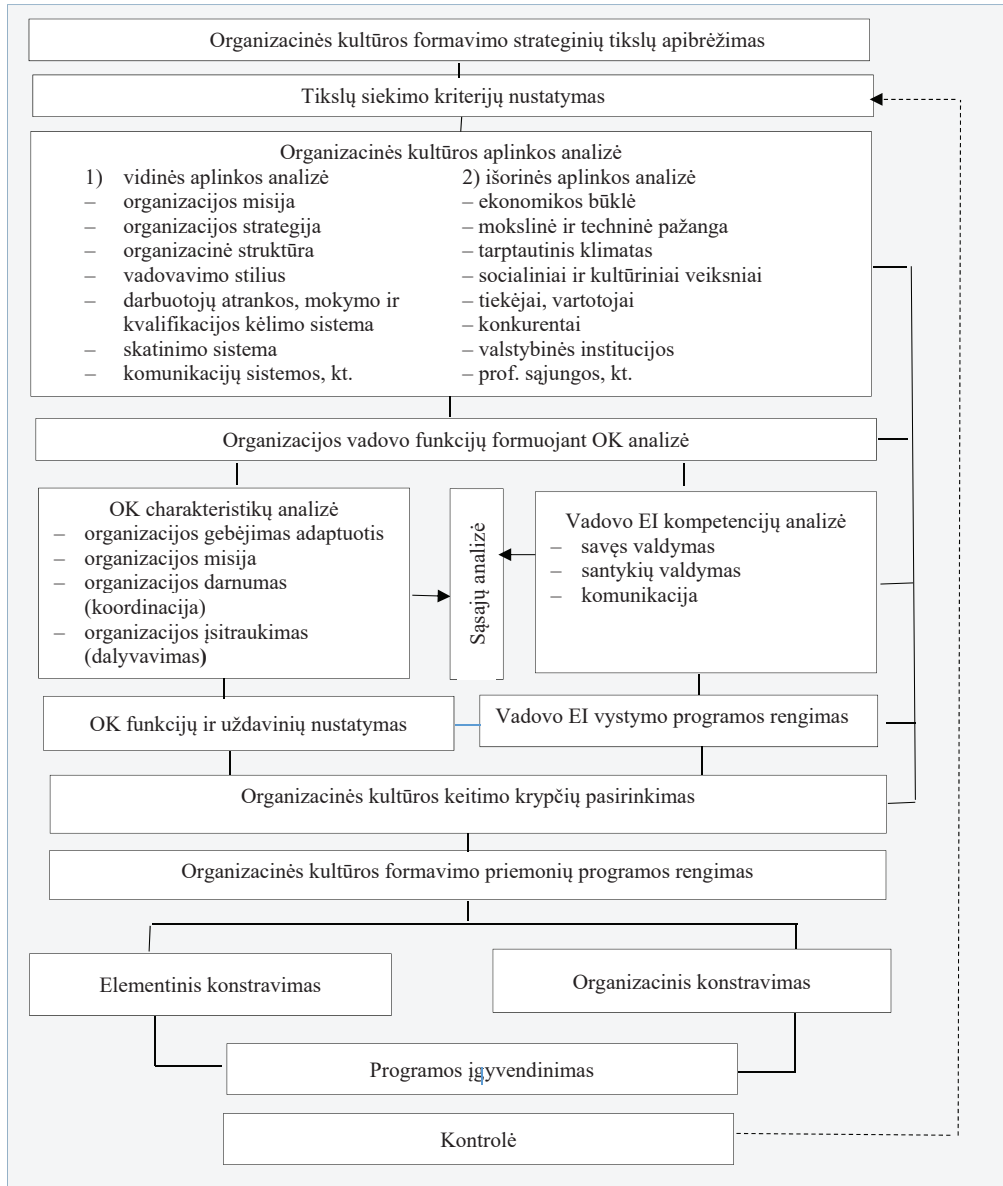 Organizacinės kultūros formavimo strateginių tikslų apibrėžimas
Tikslų siekimo kriterijų nustatymas
Organizacinės kultūros aplinkos analizė
1) vidinės aplinkos analizė
– organizacijos misija
– organizacijos strategija
– organizacinė struktūra
– vadovavimo stilius
– darbuotojų atrankos, mokymo ir
kvalifikacijos kėlimo sistema
– skatinimo sistema
– komunikacijų sistemos, kt.
2) išorinės aplinkos analizė
– ekonomikos būklė
– mokslinė ir techninė pažanga
– tarptautinis klimatas
– socialiniai ir kultūriniai veiksniai
– tiekėjai, vartotojai
– konkurentai
– valstybinės institucijos
– prof. sąjungos, kt.
Organizacijos vadovo funkcijų formuojant OK analizė
OK charakteristikų analizė
– organizacijos gebėjimas adaptuotis
– organizacijos misija
– organizacijos darnumas
(koordinacija)
– organizacijos įsitraukimas
(dalyvavimas)
Sąsajų analizė
Vadovo EI kompetencijų analizė
– savęs valdymas
– santykių valdymas
– komunikacija
OK funkcijų ir uždavinių nustatymas
Vadovo EI vystymo programos rengimas
Organizacinės kultūros keitimo krypčių pasirinkimas
Organizacinės kultūros formavimo priemonių programos rengimas
Elementinis konstravimas
Organizacinis konstravimas
Programos įgyvendinimas
Kontrolė